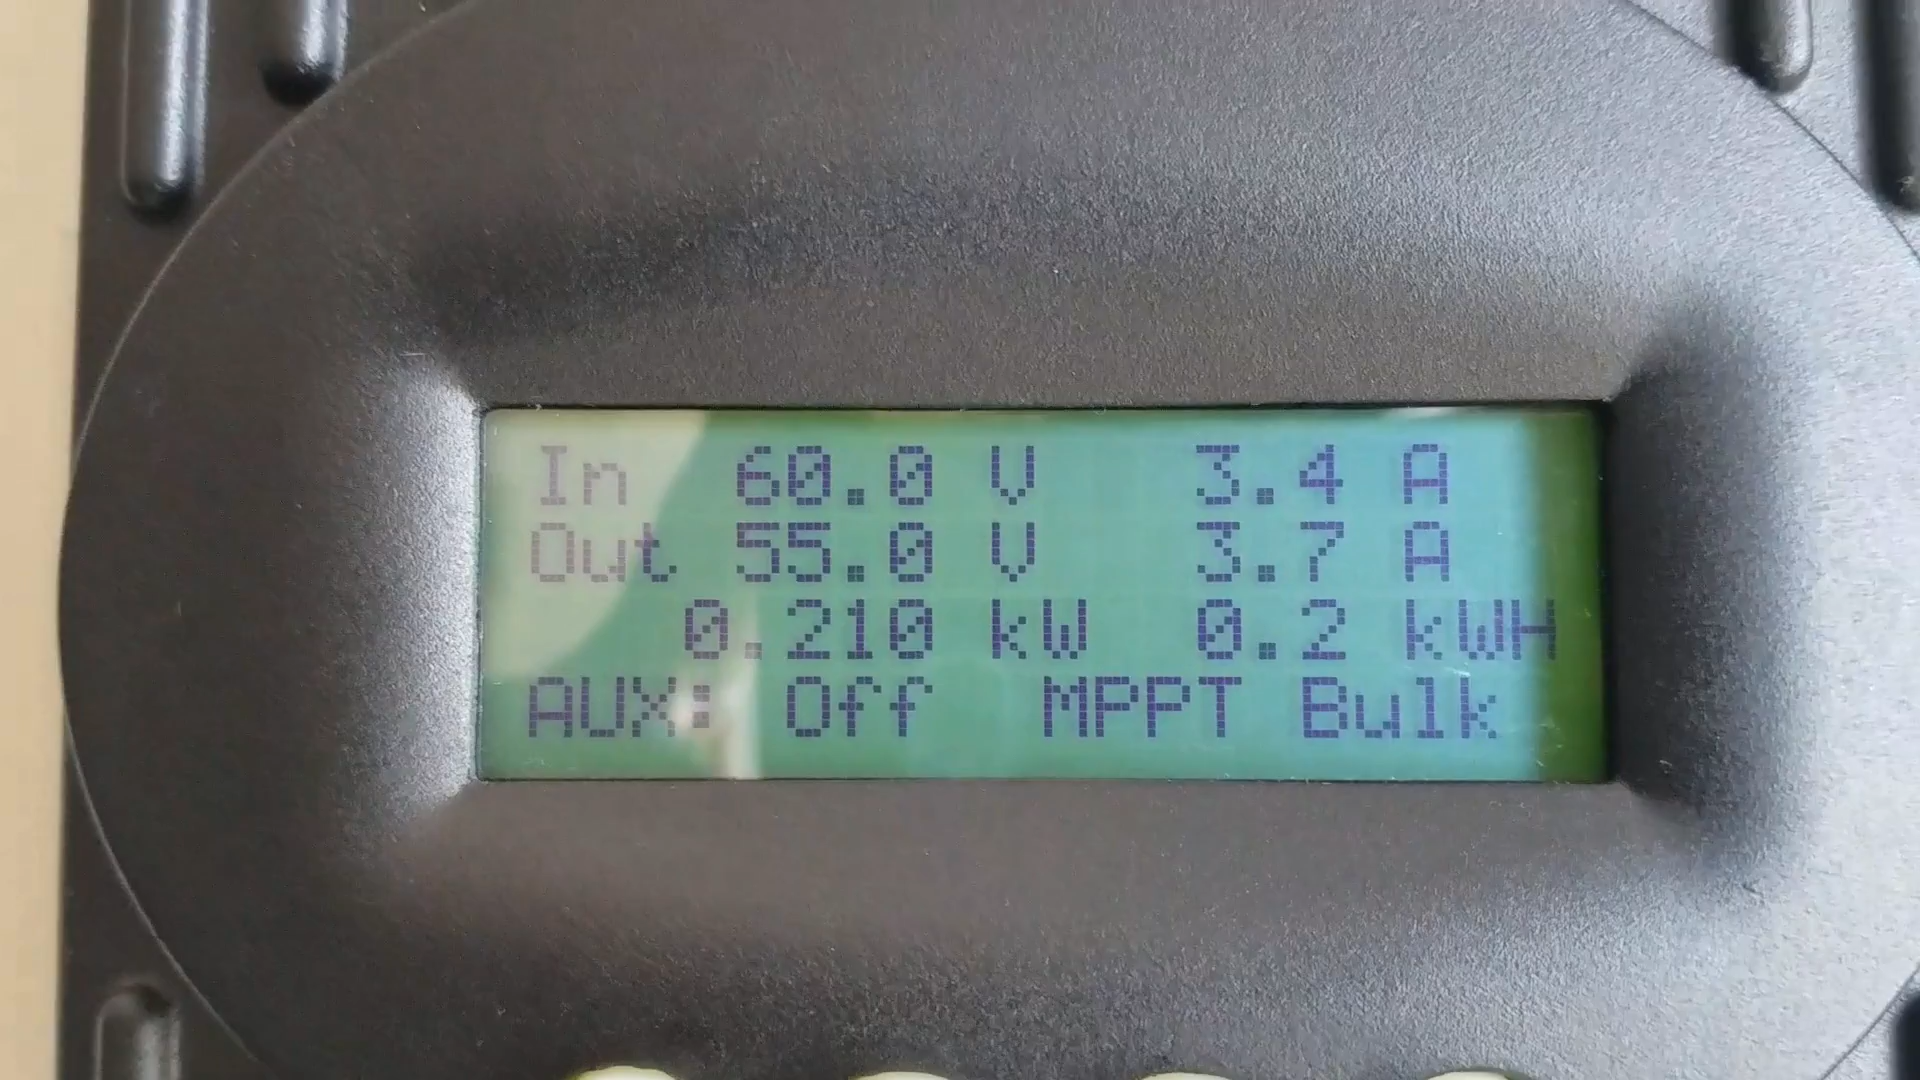 In 60.0 V 3.4 A
Out 55.0 V 3.7 A
0.210 kW 0.2 kWH
AUX: Off MPPT Bulk